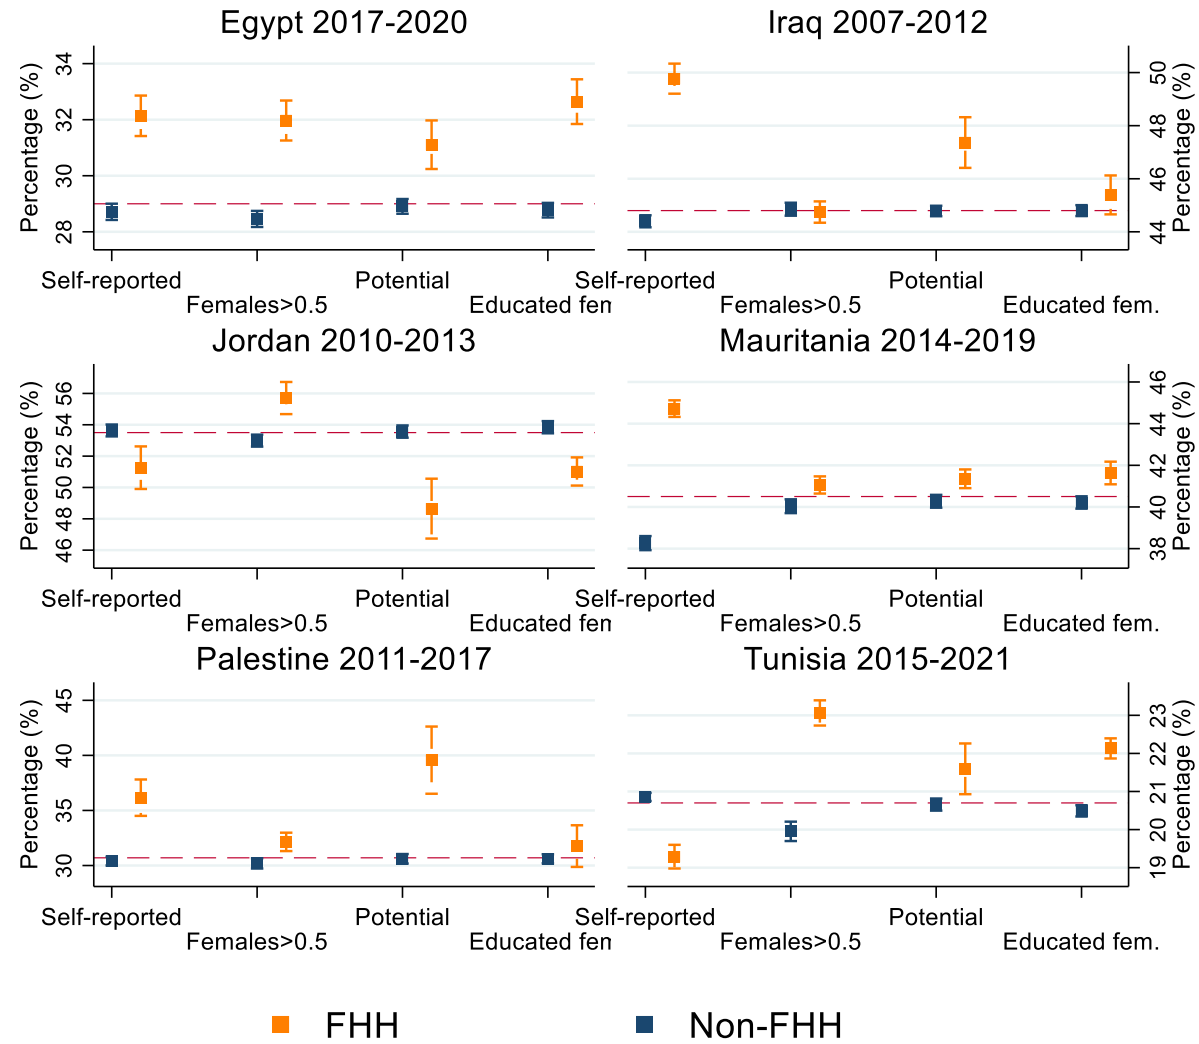 Egypt 2017-2020
Percentage (%)
34
32
30
28
Self-reported
Females>0.5
Potential
Educated fem
Iraq 2007-2012
Percentage (%)
50
48
46
44
Self-reported
Females>0.5
Potential
Educated fem.
Jordan 2010-2013
Percentage (%)
56
54
52
50
48
46
Self-reported
Females>0.5
Potential
Educated fem
Mauritania 2014-2019
Percentage (%)
46
44
42
40
38
Self-reported
Females>0.5
Potential
Educated fem.
Palestine 2011-2017
Percentage (%)
45
40
35
30
Self-reported
Females>0.5
Potential
Educated fem
Tunisia 2015-2021
Percentage (%)
23
22
21
20
19
Self-reported
Females>0.5
Potential
Educated fem.
FHH
Non-FHH